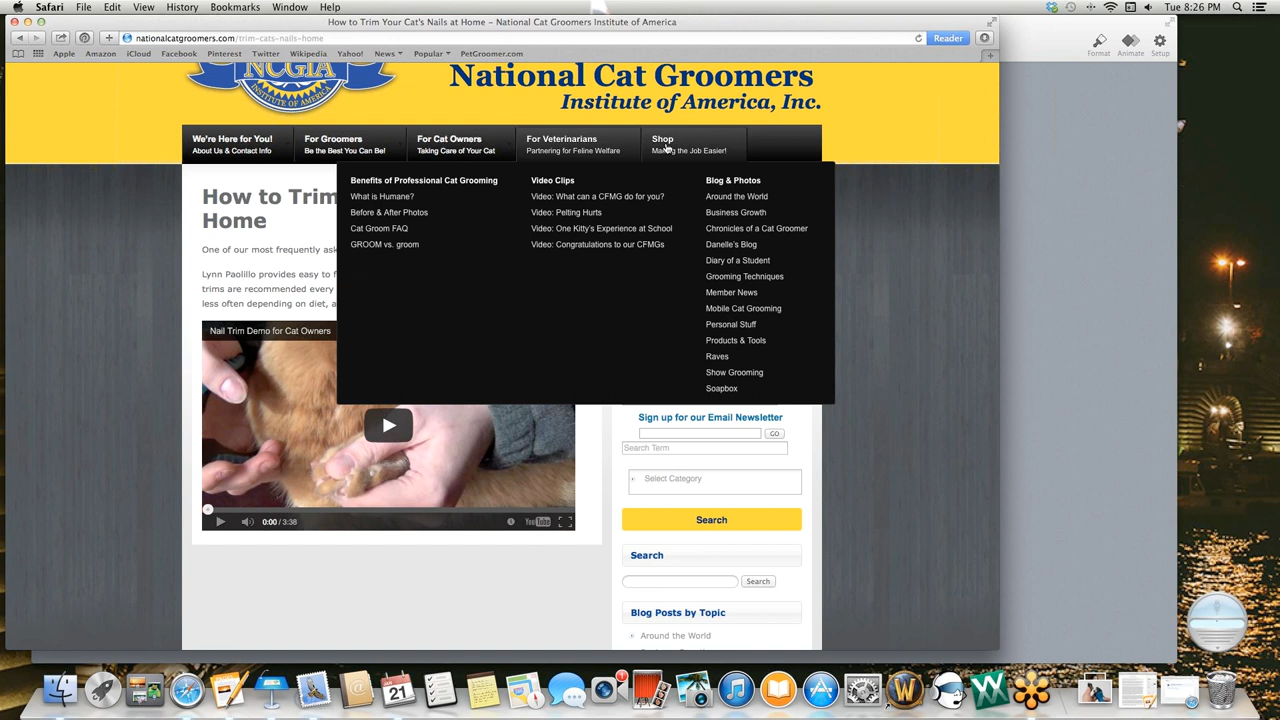 Safari File Edit View History Bookmarks Window Help
Tue 8:26 PM
How to Trim Your Cat's Nails at Home – National Cat Groomers Institute of America
nationalcatgroomers.com/trim-cats-nails-home
Reader
Apple Amazon iCloud Facebook Pinterest Twitter Wikipedia Yahoo! News Popular PetGroomer.com
Format Animate Setup
NCGIA
INSTITUTE OF AMERICA
National Cat Groomers
Institute of America, Inc.
We're Here for You!
About Us & Contact Info
For Groomers
Be the Best You Can Be!
For Cat Owners
Taking Care of Your Cat
For Veterinarians
Partnering for Feline Welfare
Shop
Making the Job Easier!
Benefits of Professional Cat Grooming
What is Humane?
Before & After Photos
Cat Groom FAQ
GROOM vs. groom
Video Clips
Video: What can a CFMG do for you?
Video: Pelting Hurts
Video: One Kitty's Experience at School
Video: Congratulations to our CFMGs
Blog & Photos
Around the World
Business Growth
Chronicles of a Cat Groomer
Danelle's Blog
Diary of a Student
Grooming Techniques
Member News
Mobile Cat Grooming
Personal Stuff
Products & Tools
Raves
Show Grooming
Soapbox
How to Trim
Home
One of our most frequently ask
Lynn Paolillo provides easy to f
trims are recommended every
less often depending on diet, a
Nail Trim Demo for Cat Owners
0:00 / 3:38
YouTube
Sign up for our Email Newsletter
GO
Search Term
Select Category
Search
Search
Search
Blog Posts by Topic
Around the World
JAN
21
1